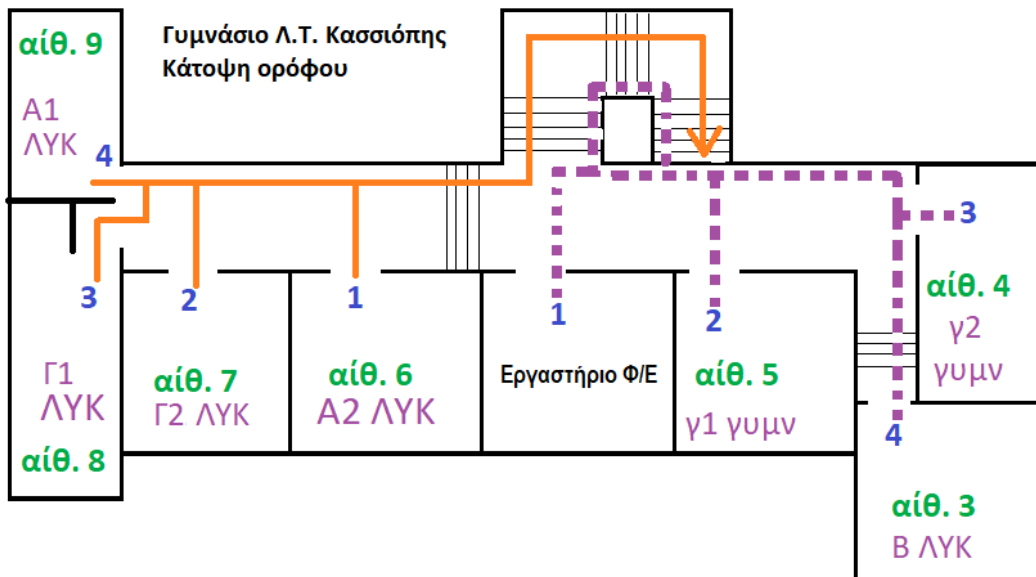 Γυμνάσιο Λ.Τ. Κασσιόπης
Κάτοψη ορόφου
αίθ. 9
Α1
ΛΥΚ
4
3
2
1
1
2
3
4
Γ1
ΛΥΚ
αίθ. 8
αίθ. 7
Γ2 ΛΥΚ
αίθ. 6
Α2 ΛΥΚ
Εργαστήριο Φ/Ε
αίθ. 5
γ1 γυμν
αίθ. 4
γ2
γυμν
αίθ. 3
Β ΛΥΚ